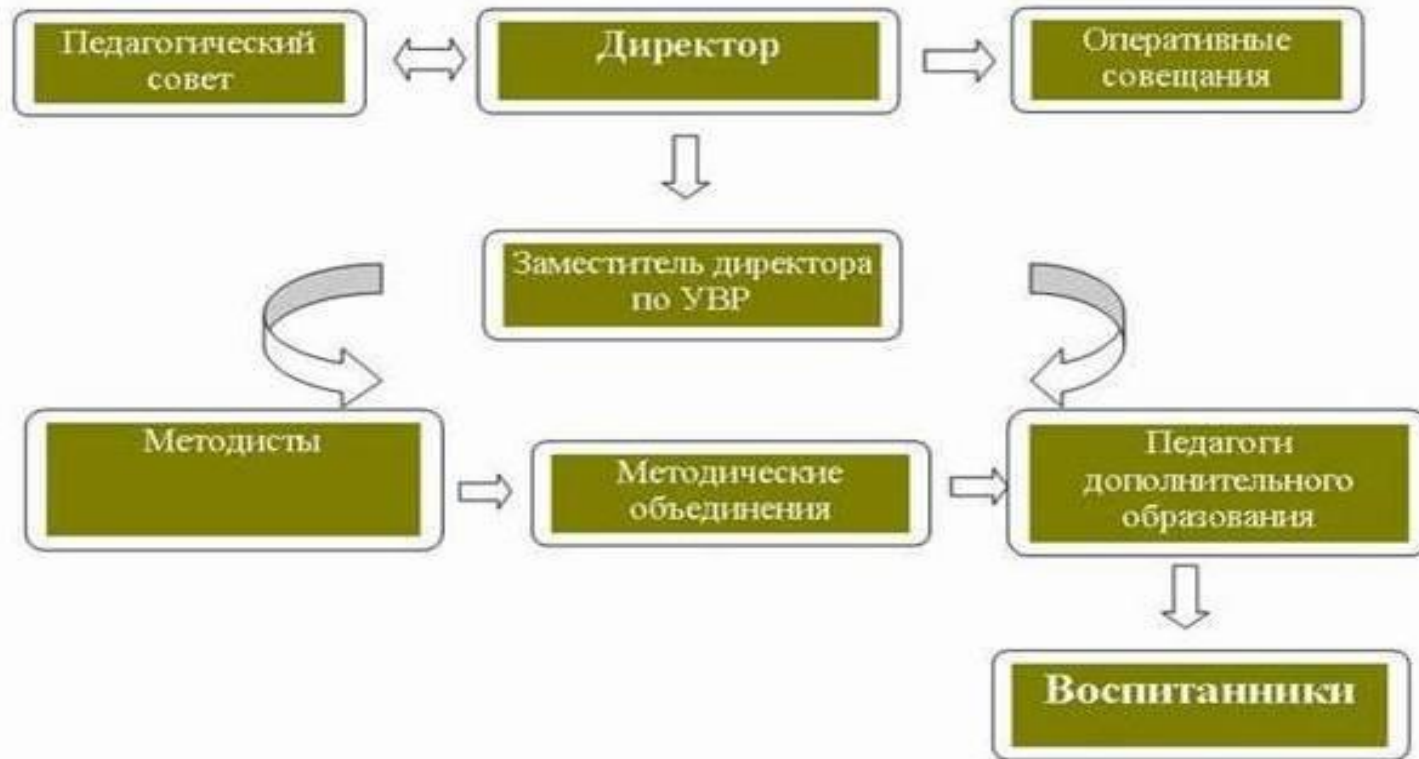 Педагогический
совет
Директор
Оперативные
совещания
Заместитель директора
по УВР
Методисты
Методические
объединения
Педагоги
дополнительного
образования
Воспитанники